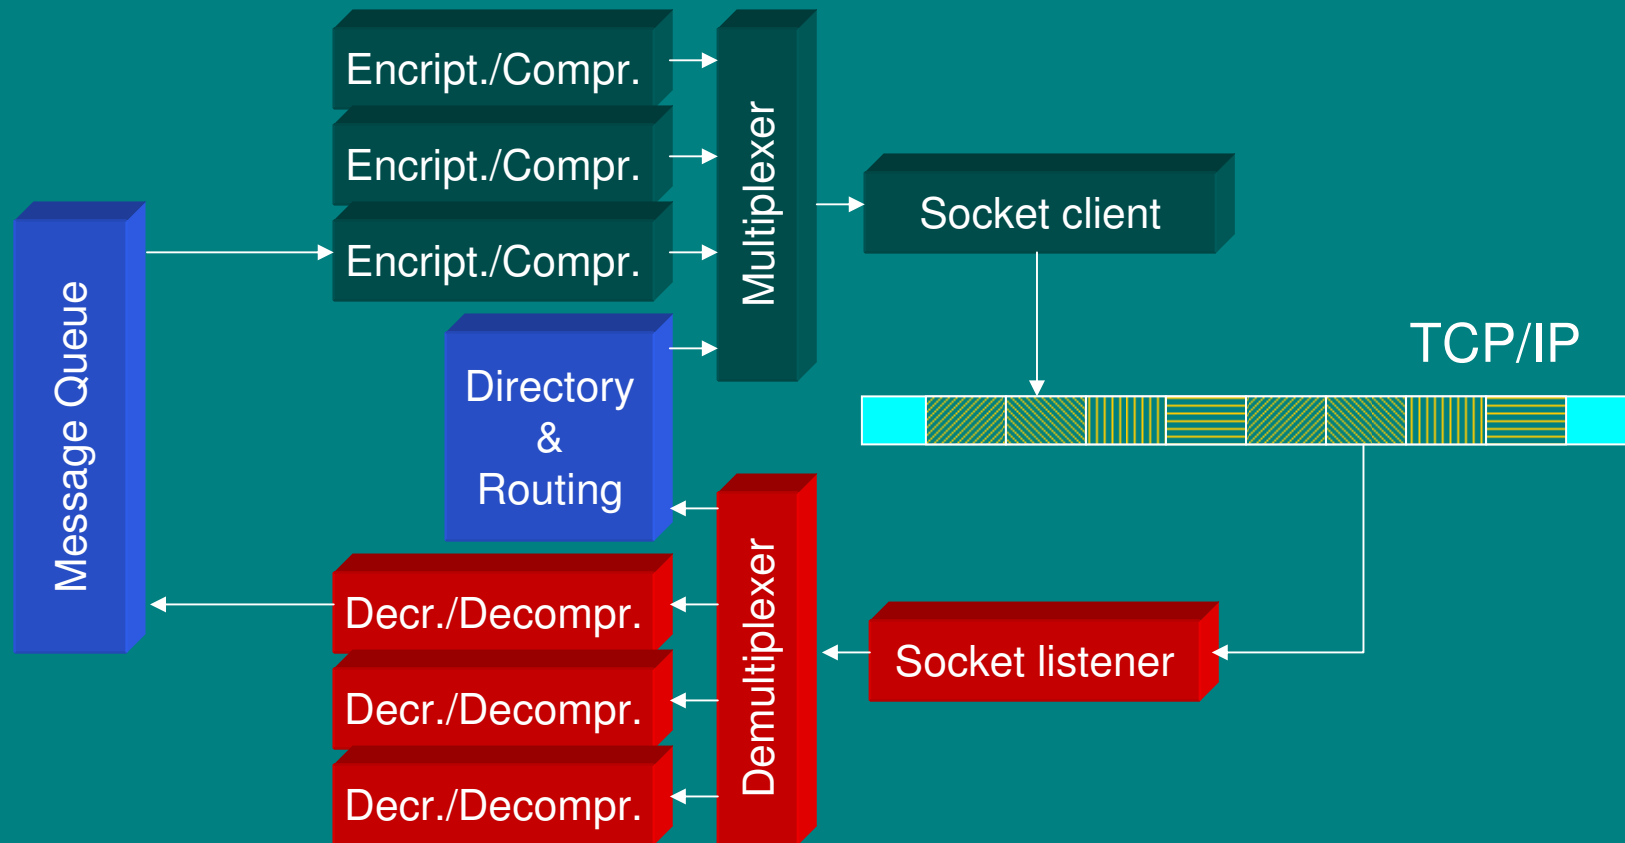 Encript./Compr.
Encript./Compr.
Encript./Compr.
Multiplexer
Socket client
Message Queue
TCP/IP
Directory
&
Routing
Decr./Decompr.
Decr./Decompr.
Decr./Decompr.
Demultiplexer
Socket listener